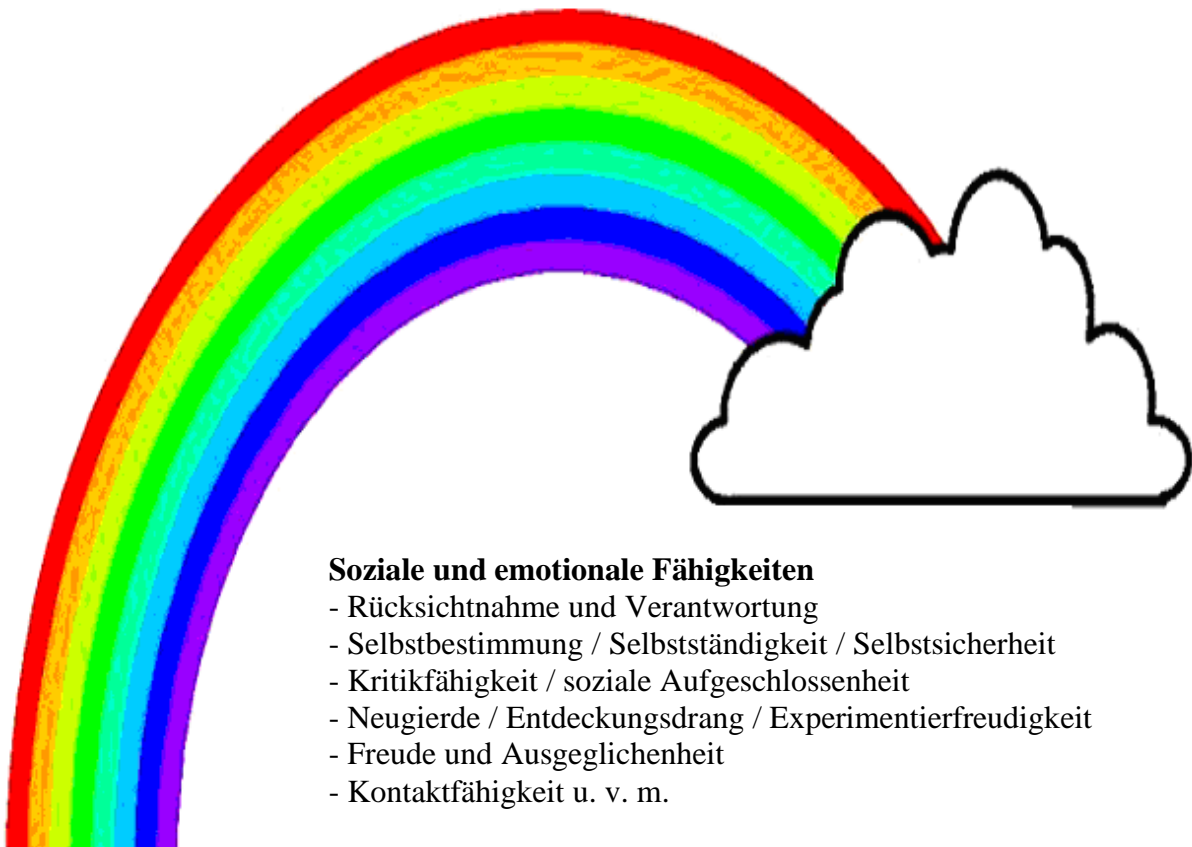 Soziale und emotionale Fähigkeiten
- Rücksichtnahme und Verantwortung
- Selbstbestimmung / Selbstständigkeit / Selbstsicherheit
- Kritikfähigkeit / soziale Aufgeschlossenheit
- Neugierde / Entdeckungsdrang / Experimentierfreudigkeit
- Freude und Ausgeglichenheit
- Kontaktfähigkeit u. v. m.